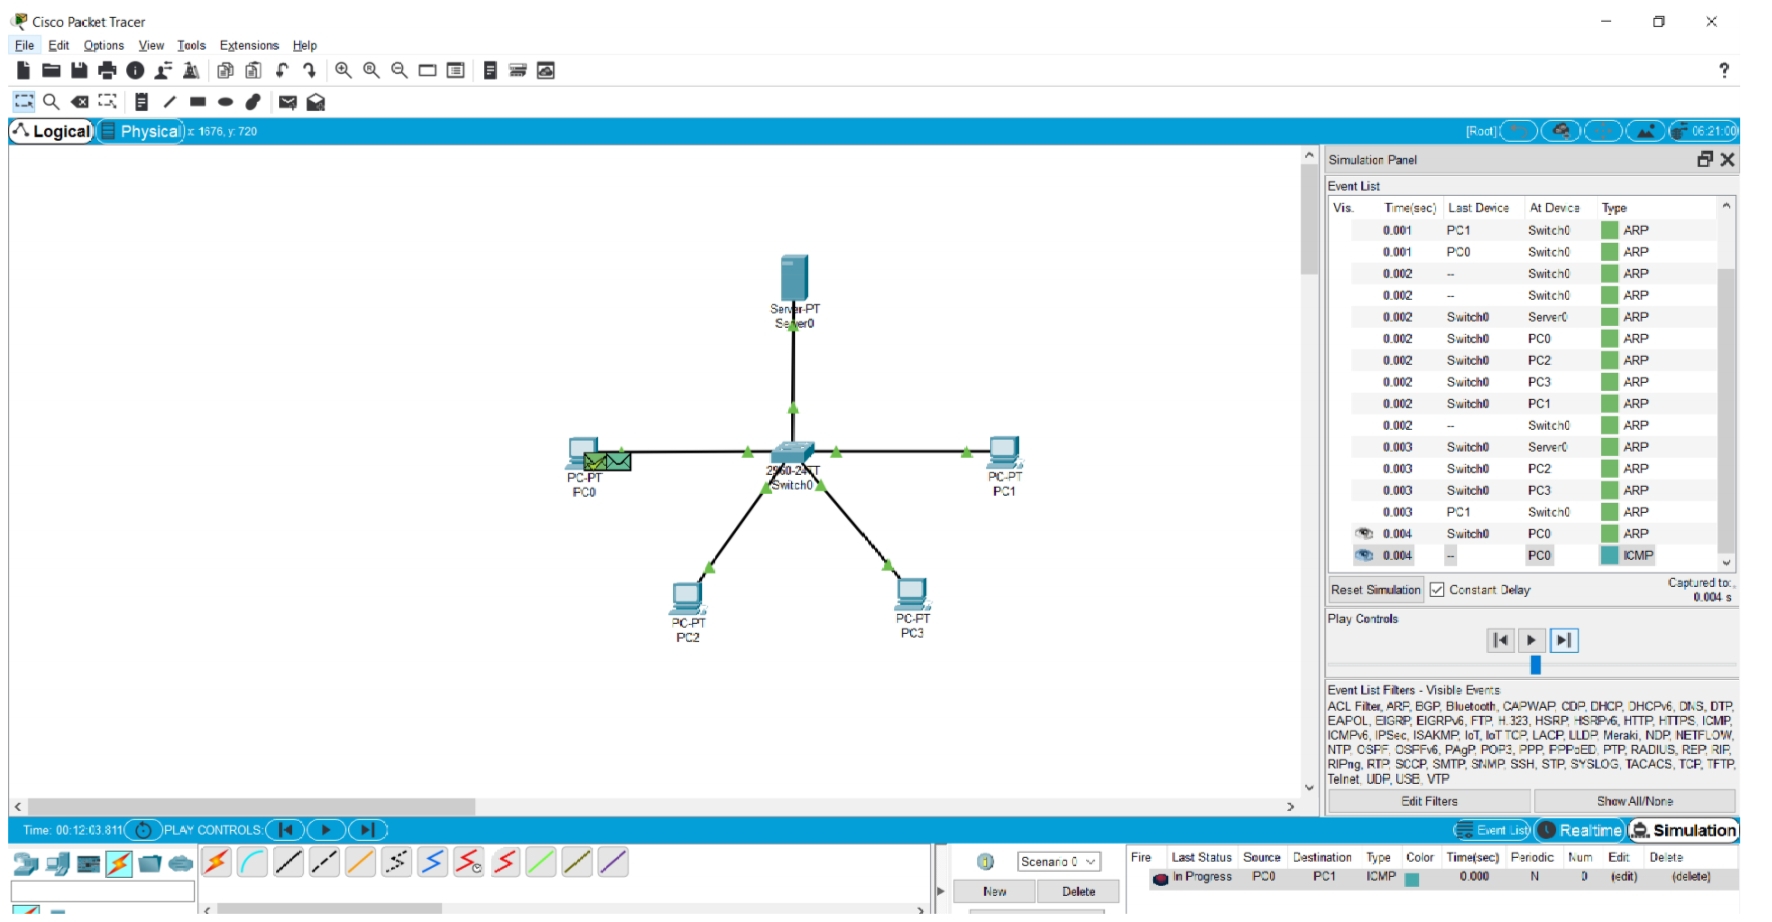 Cisco Packet Tracer
File Edit Options View Tools Extensions Help
?
Logical Physical x: 1676, y: 720 [Root] 06:21:00
Simulation Panel
Event List
Vis. Time(sec) Last Device At Device Type
0.001 PC1 Switch0 ARP
0.001 PC0 Switch0 ARP
0.002 -- Switch0 ARP
0.002 -- Switch0 ARP
0.002 Switch0 Server0 ARP
0.002 Switch0 PC0 ARP
0.002 Switch0 PC2 ARP
0.002 Switch0 PC3 ARP
0.002 Switch0 PC1 ARP
0.002 -- Switch0 ARP
0.003 Switch0 Server0 ARP
0.003 Switch0 PC2 ARP
0.003 Switch0 PC3 ARP
0.003 PC1 Switch0 ARP
0.004 Switch0 PC0 ARP
0.004 -- PC0 ICMP
Reset Simulation Constant Delay Captured to:
0.004 s
Play Controls
Event List Filters - Visible Events
ACL Filter, ARP, BGP, Bluetooth, CAPWAP, CDP, DHCP, DHCPv6, DNS, DTP,
EAPOL, EIGRP, EIGRPv6, FTP, H.323, HSRP, HSRPv6, HTTP, HTTPS, ICMP,
ICMPv6, IPSec, ISAKMP, IoT, IoT TCP, LACP, LLDP, Meraki, NDP, NETFLOW,
NTP, OSPF, OSPFv6, PAgP, POP3, PPP, PPPoED, PTP, RADIUS, REP, RIP,
RIPng, RTP, SCCP, SMTP, SNMP, SSH, STP, SYSLOG, TACACS, TCP, TFTP,
Telnet, UDP, USB, VTP
Edit Filters Show All/None
Server-PT
Server0
PC-PT
PC0
2960-24TT
Switch0
PC-PT
PC1
PC-PT
PC2
PC-PT
PC3
Time: 00:12:03.811 PLAY CONTROLS: Event List Realtime Simulation
Scenario 0
New Delete
Fire Last Status Source Destination Type Color Time(sec) Periodic Num Edit Delete
In Progress PC0 PC1 ICMP 0.000 N 0 (edit) (delete)